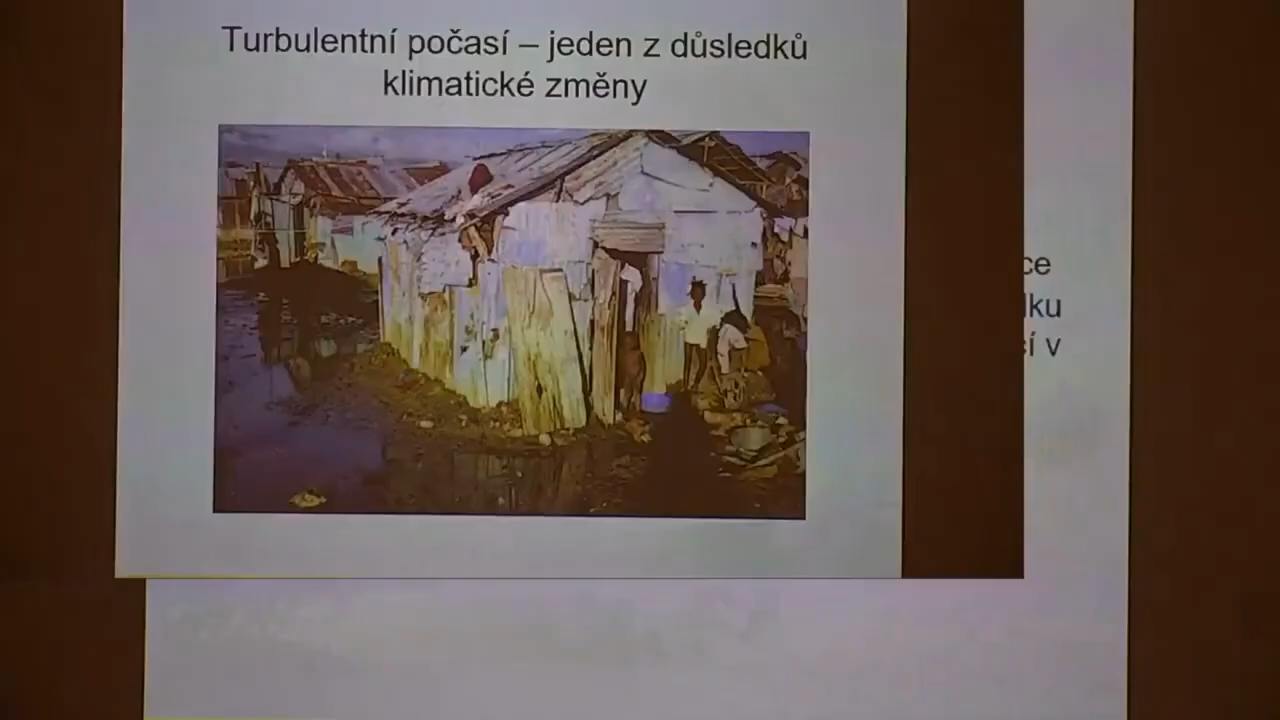 Turbulentní počasí – jeden z důsledků
klimatické změny